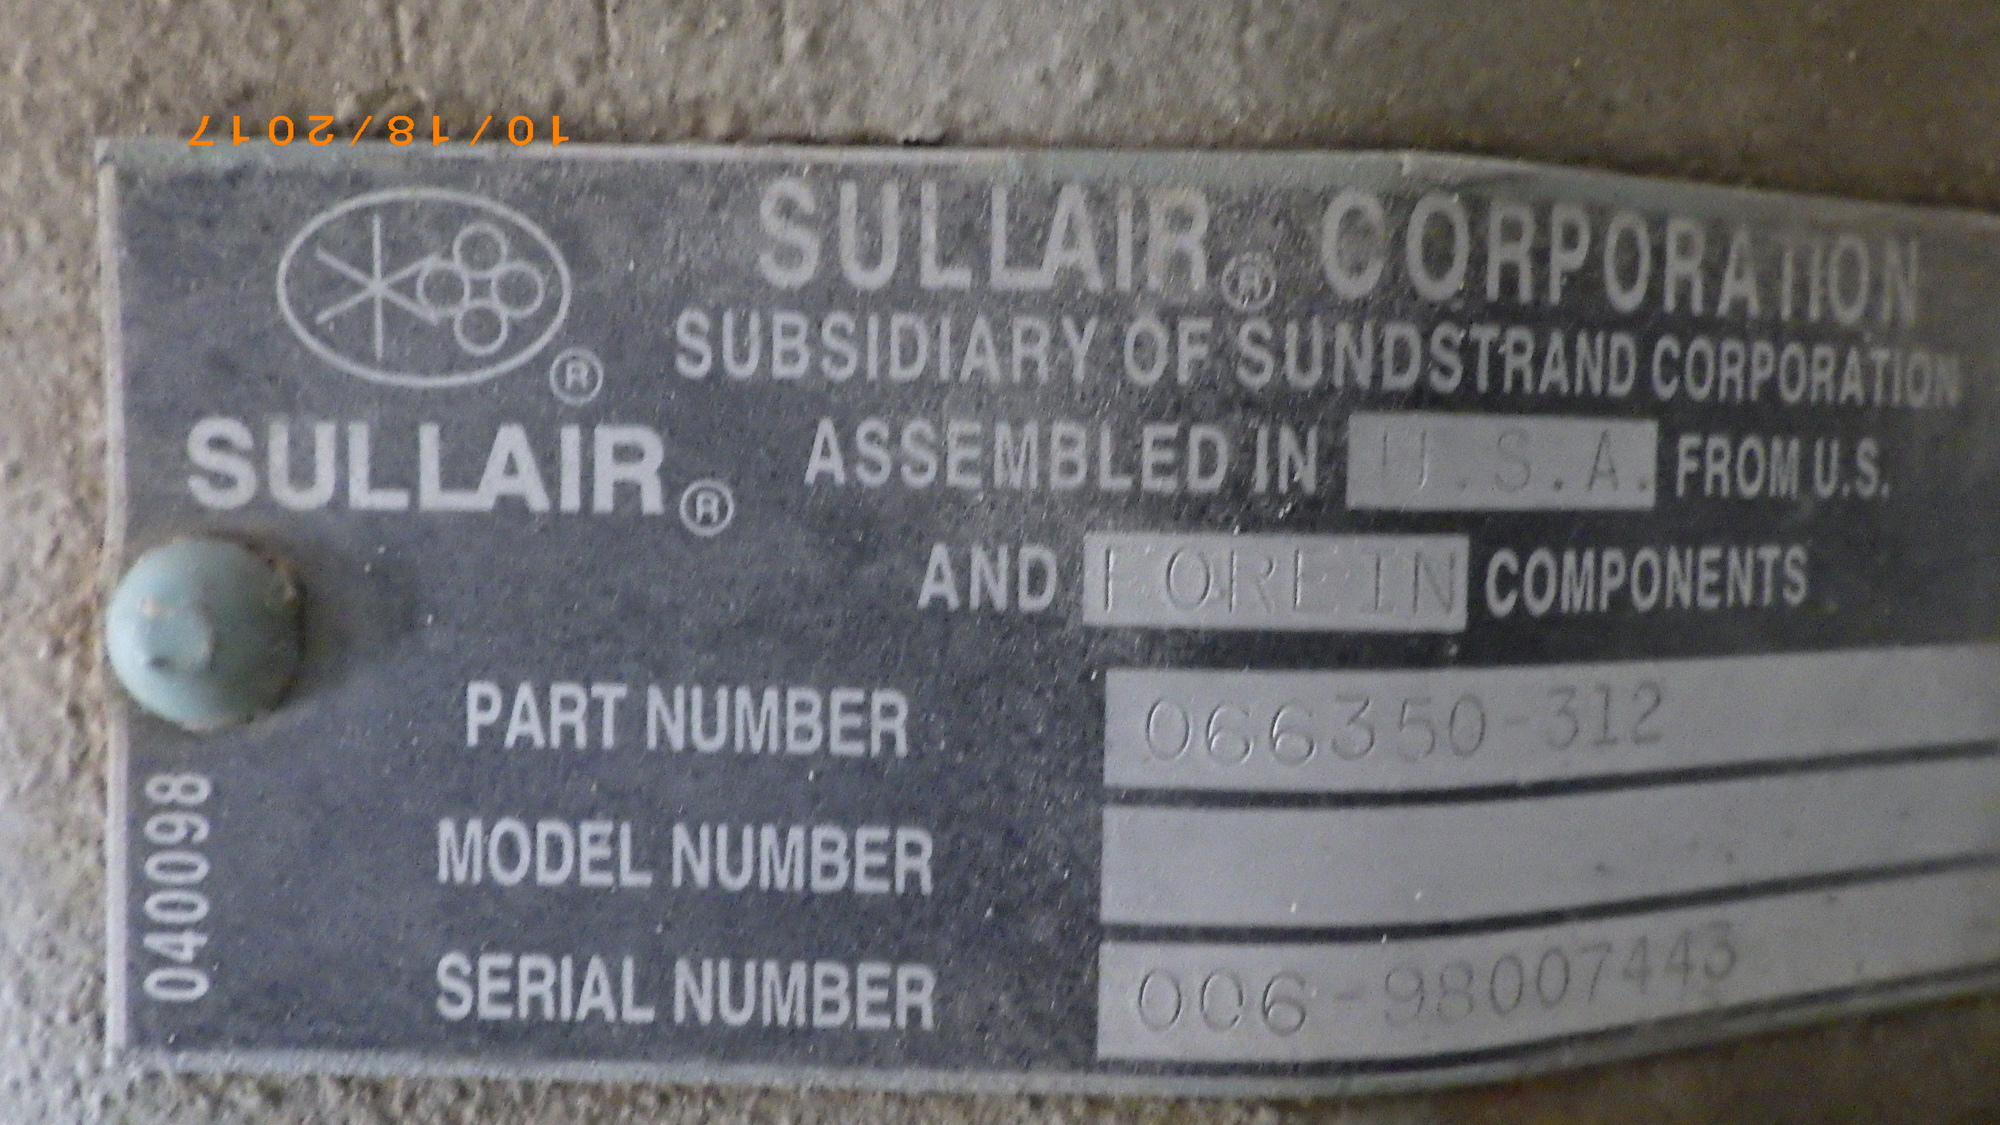 10/18/2017
SULLAIR® CORPORATION
SUBSIDIARY OF SUNDSTRAND CORPORATION
®
SULLAIR®
ASSEMBLED IN U.S.A. FROM U.S.
AND FOREIN COMPONENTS
PART NUMBER 066350-312
MODEL NUMBER
SERIAL NUMBER 006-98007443
040098